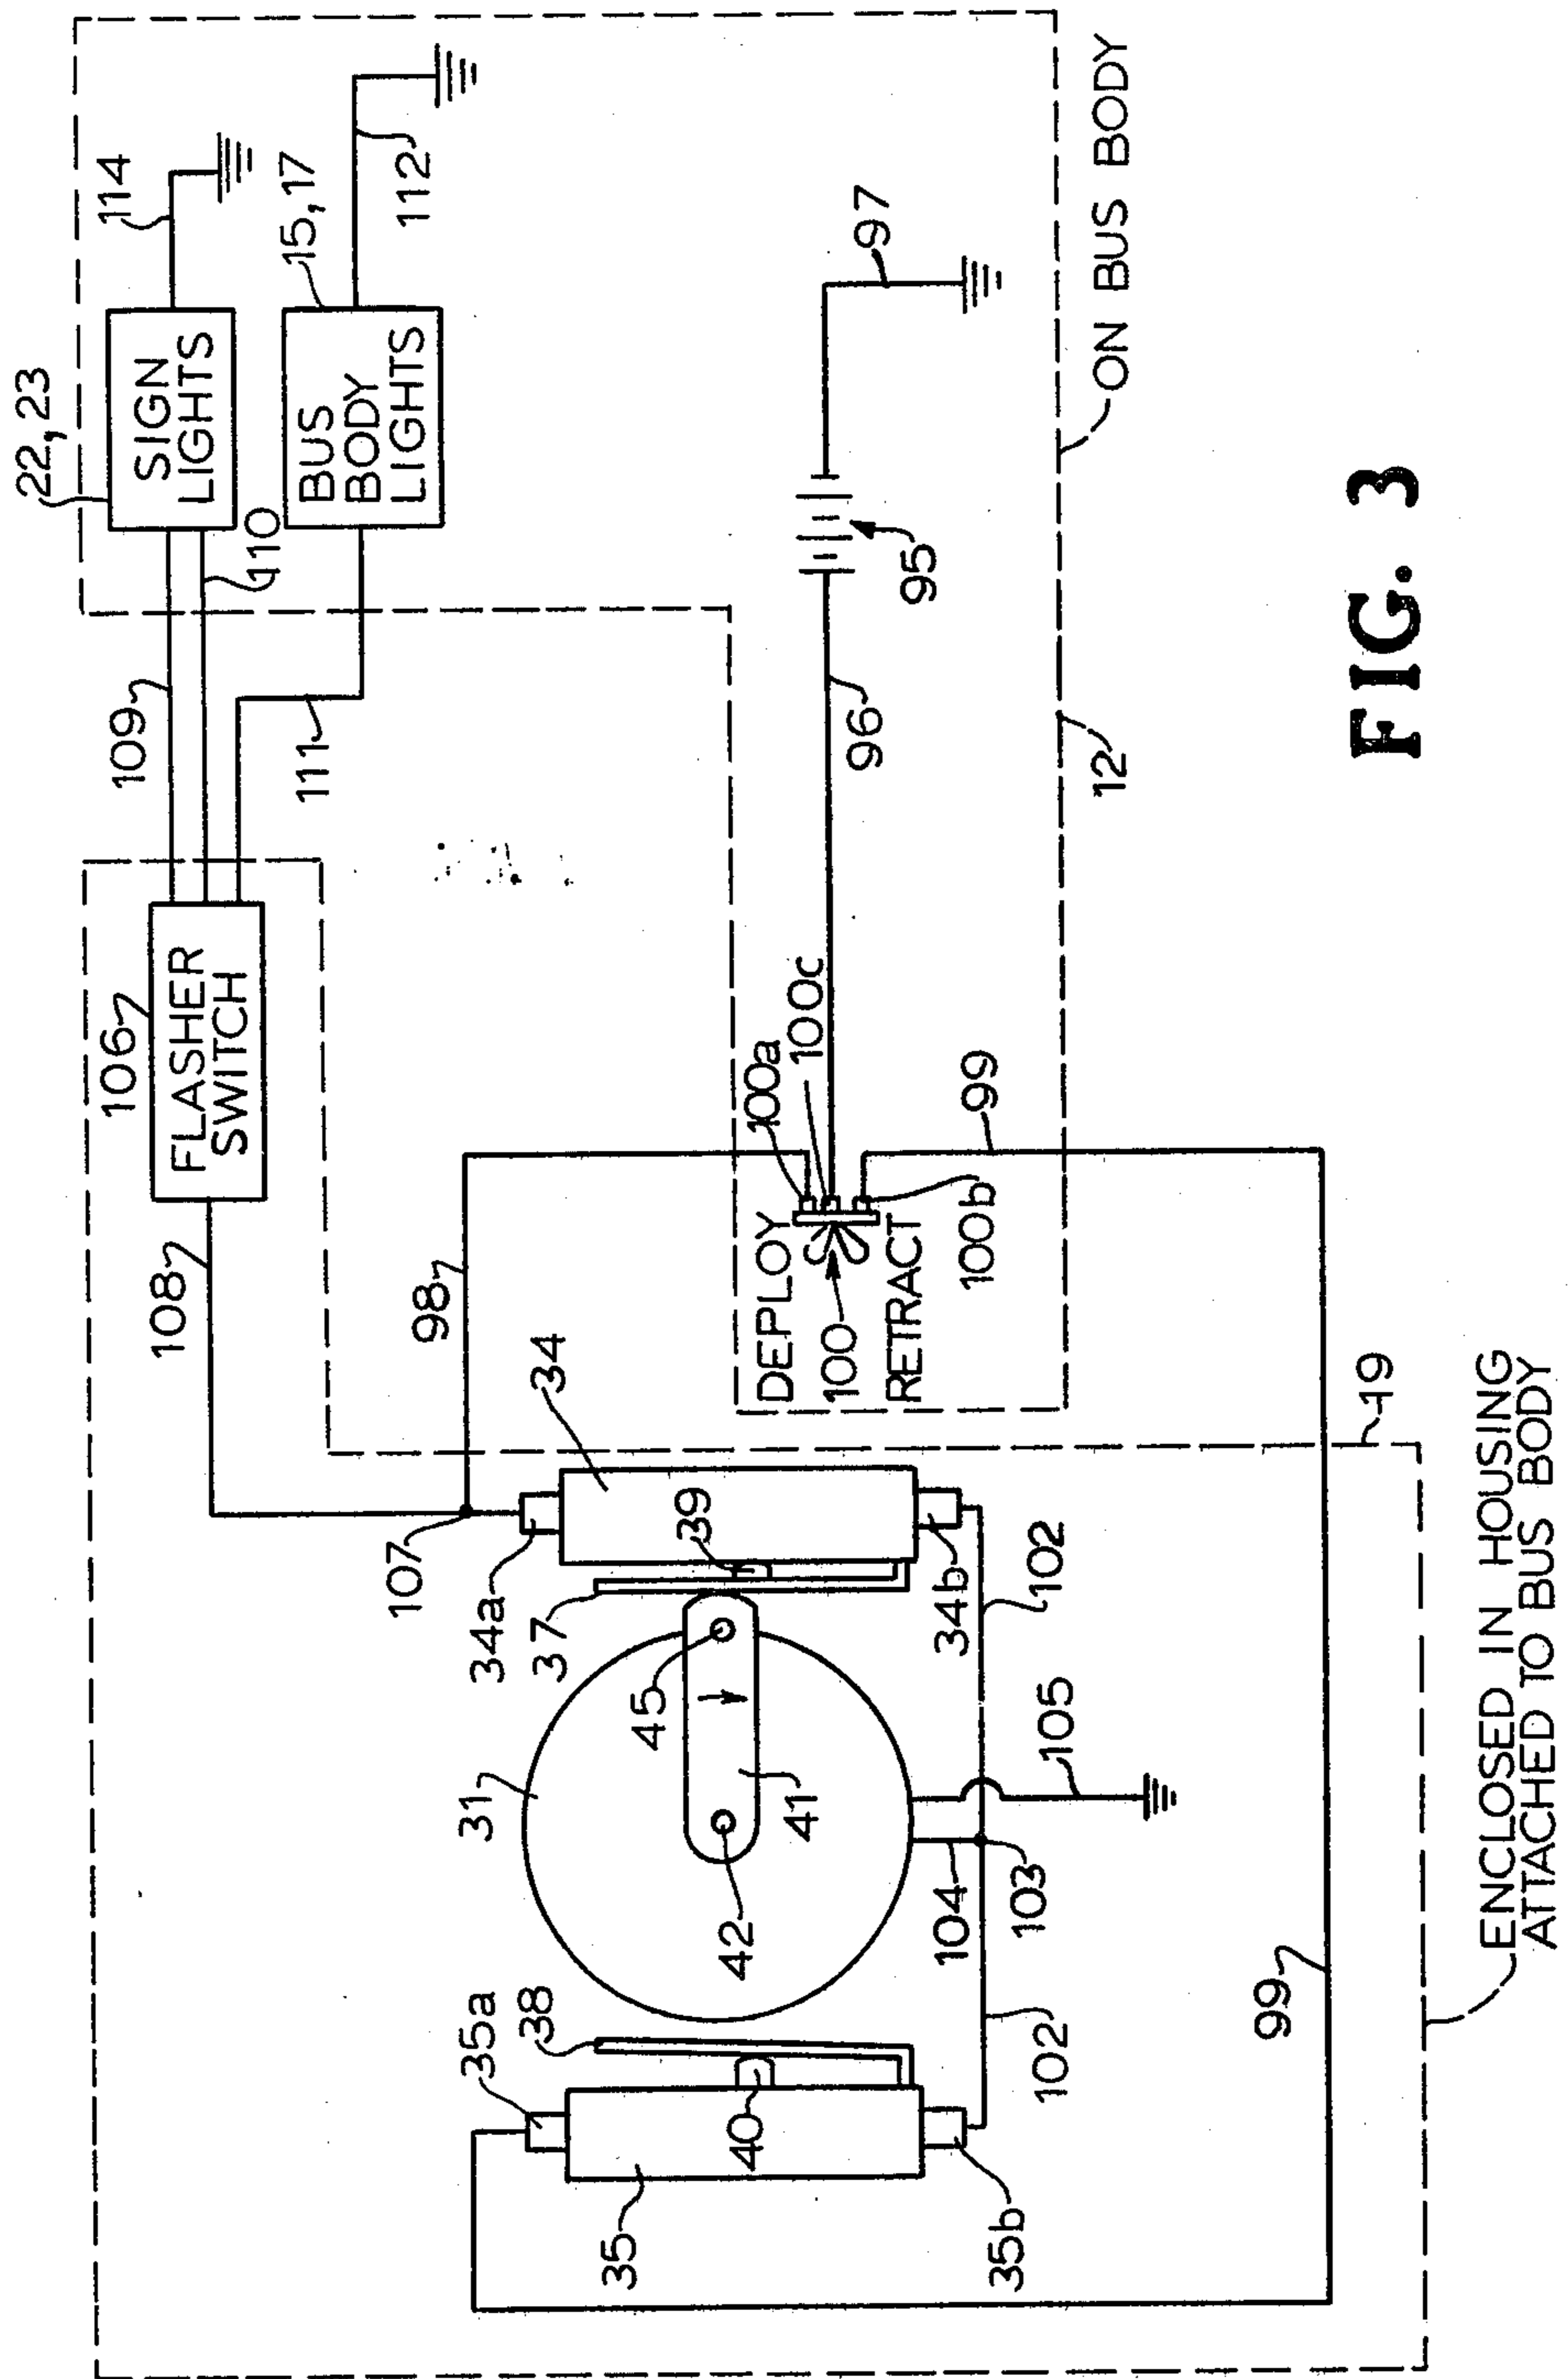 22, 23
SIGN
LIGHTS
114
109
110
BUS
BODY
LIGHTS
15, 17
112
111
106
FLASHER
SWITCH
108
98
107
34a
34
37
39
34b
45
31
41
42
102
105
104
103
102
35a
38
40
35
35b
99
DEPLOY
100
RETRACT
100a
100c
100b
99
96
95
97
12
ON BUS BODY
19
ENCLOSED IN HOUSING
ATTACHED TO BUS BODY
FIG. 3